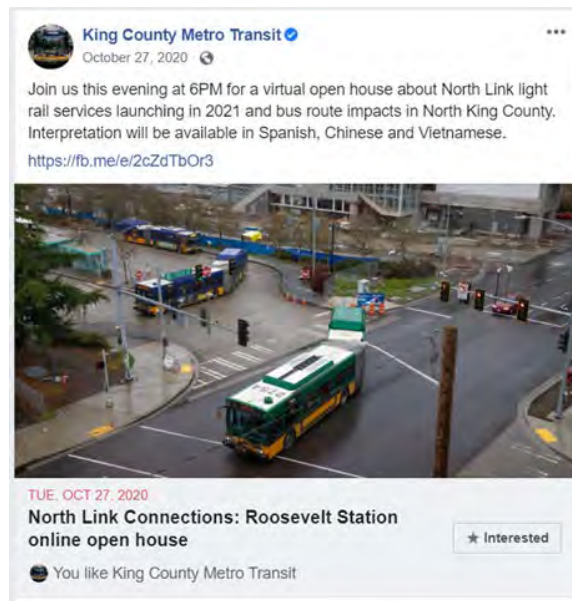 King County Metro Transit
October 27, 2020
Join us this evening at 6PM for a virtual open house about North Link light
rail services launching in 2021 and bus route impacts in North King County.
Interpretation will be available in Spanish, Chinese and Vietnamese.
https://fb.me/e/2cZdTbOr3
TUE, OCT 27, 2020
North Link Connections: Roosevelt Station
online open house
★ Interested
You like King County Metro Transit